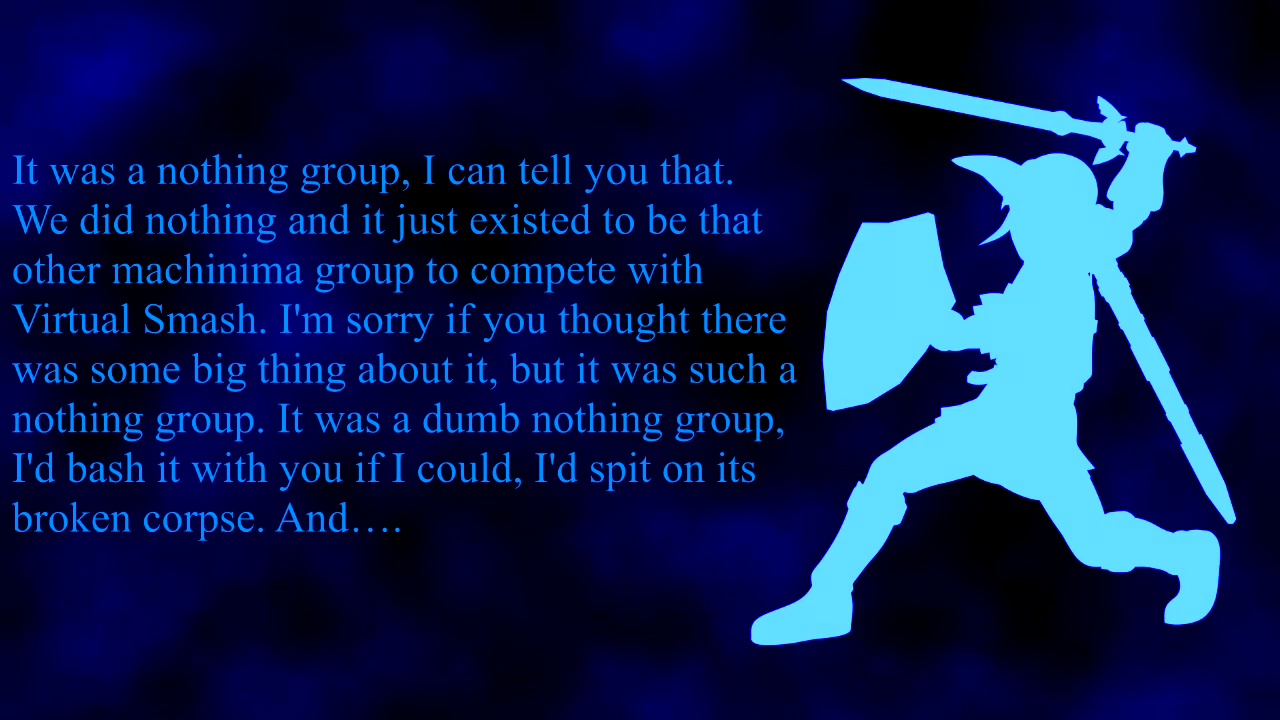 It was a nothing group, I can tell you that.
We did nothing and it just existed to be that
other machinima group to compete with
Virtual Smash. I'm sorry if you thought there
was some big thing about it, but it was such a
nothing group. It was a dumb nothing group,
I'd bash it with you if I could, I'd spit on its
broken corpse. And….